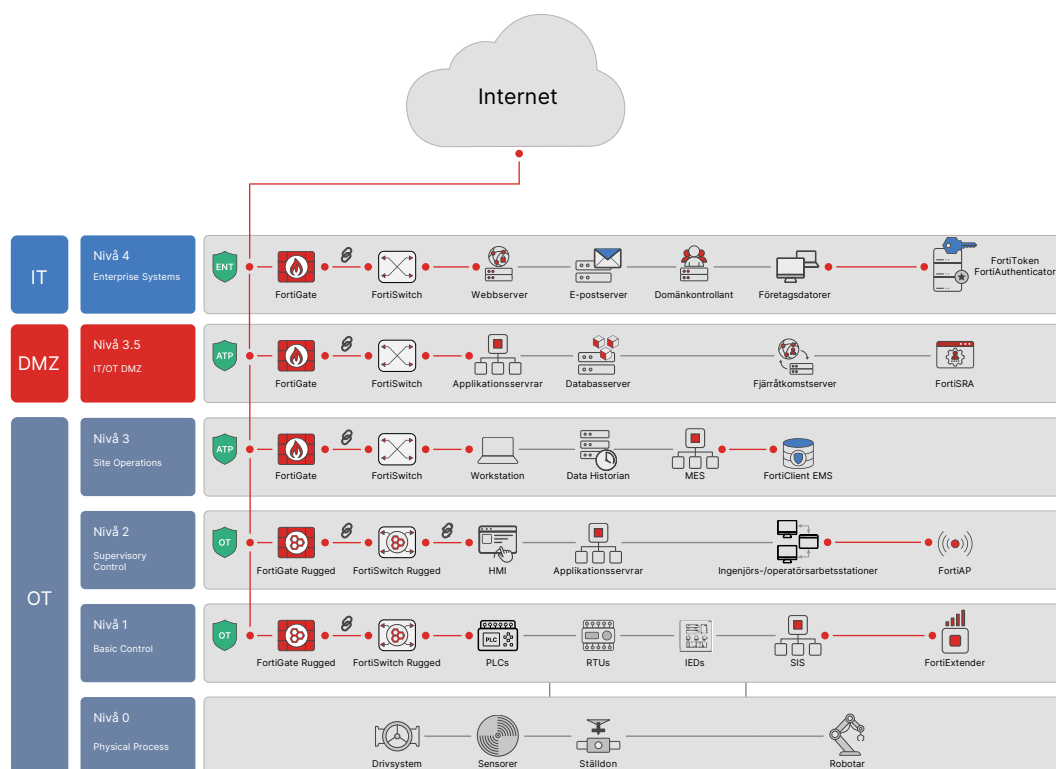 Internet
IT
Nivå 4
Enterprise Systems
ENT
FortiGate
FortiSwitch
Webbserver
E-postserver
Domänkontrollant
Företagsdatorer
FortiToken
FortiAuthenticator
DMZ
Nivå 3.5
IT/OT DMZ
ATP
FortiGate
FortiSwitch
Applikationsservrar
Databasserver
Fjärråtkomstserver
FortiSRA
OT
Nivå 3
Site Operations
ATP
FortiGate
FortiSwitch
Workstation
Data Historian
MES
FortiClient EMS
Nivå 2
Supervisory
Control
OT
FortiGate Rugged
FortiSwitch Rugged
HMI
Applikationsservrar
Ingenjörs-/operatörsarbetsstationer
FortiAP
Nivå 1
Basic Control
OT
FortiGate Rugged
FortiSwitch Rugged
PLC
PLCs
RTUs
IEDs
SIS
FortiExtender
Nivå 0
Physical Process
Drivsystem
Sensorer
Ställdon
Robotar